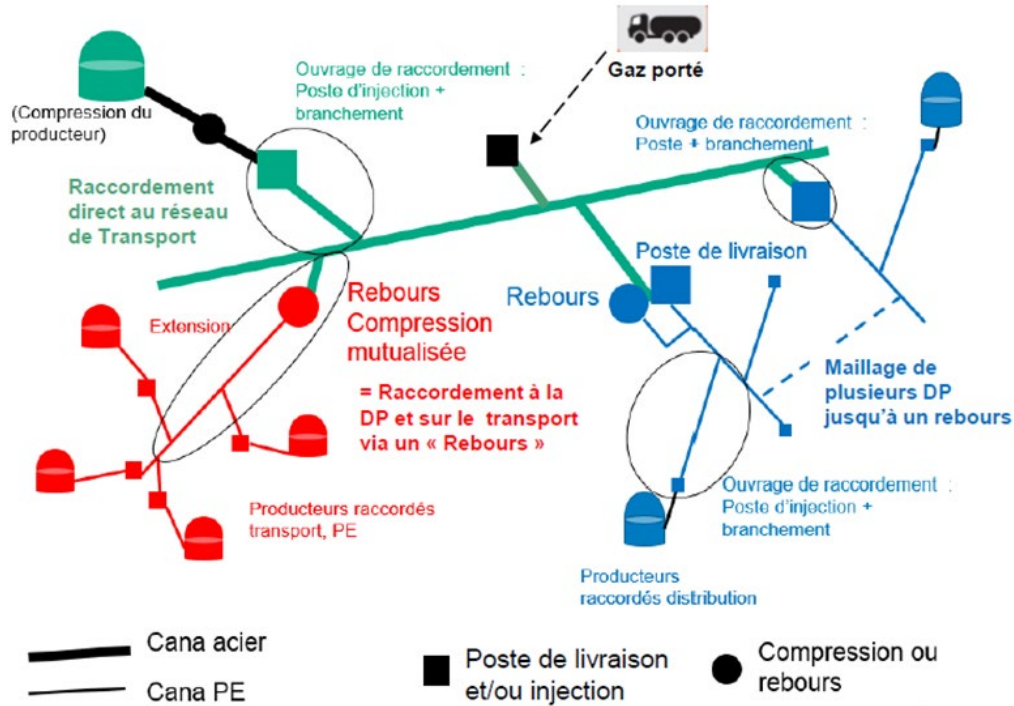 Gaz porté
(Compression du
producteur)
Ouvrage de raccordement :
Poste d'injection +
branchement
Ouvrage de raccordement :
Poste + branchement
Raccordement
direct au réseau
de Transport
Poste de livraison
Rebours
Rebours
Compression
mutualisée
Extension
= Raccordement à la
DP et sur le transport
via un « Rebours »
Maillage de
plusieurs DP
jusqu'à un rebours
Producteurs raccordés
transport, PE
Ouvrage de raccordement :
Poste d'injection +
branchement
Producteurs
raccordés distribution
Cana acier
Cana PE
Poste de livraison
et/ou injection
Compression ou
rebours